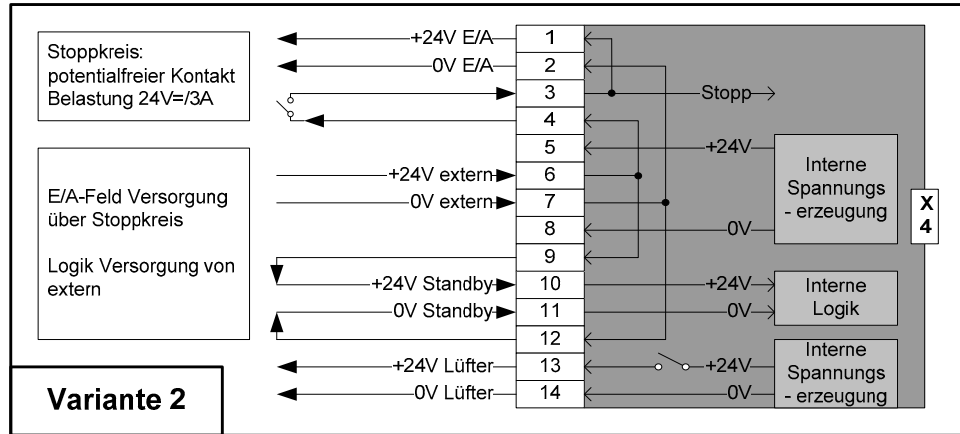 Stoppkreis:
potentialfreier Kontakt
Belastung 24V=/3A
E/A-Feld Versorgung
über Stoppkreis
Logik Versorgung von
extern
Variante 2
+24V E/A
0V E/A
+24V extern
0V extern
+24V Standby
0V Standby
+24V Lüfter
0V Lüfter
1
2
3
4
5
6
7
8
9
10
11
12
13
14
Stopp
+24V
0V
+24V
0V
+24V
0V
Interne
Spannungs
- erzeugung
Interne
Logik
Interne
Spannungs
- erzeugung
X
4